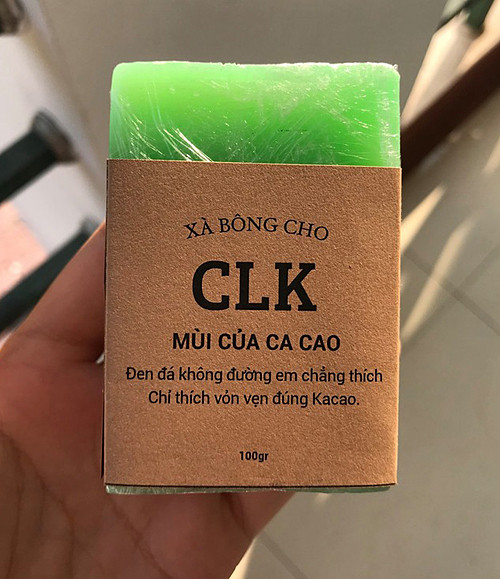 XÀ BÔNG CHO
CLK
MÙI CỦA CA CAO
Đen đá không đường em chẳng thích
Chỉ thích vỏn vẹn đúng Kacao.
100gr